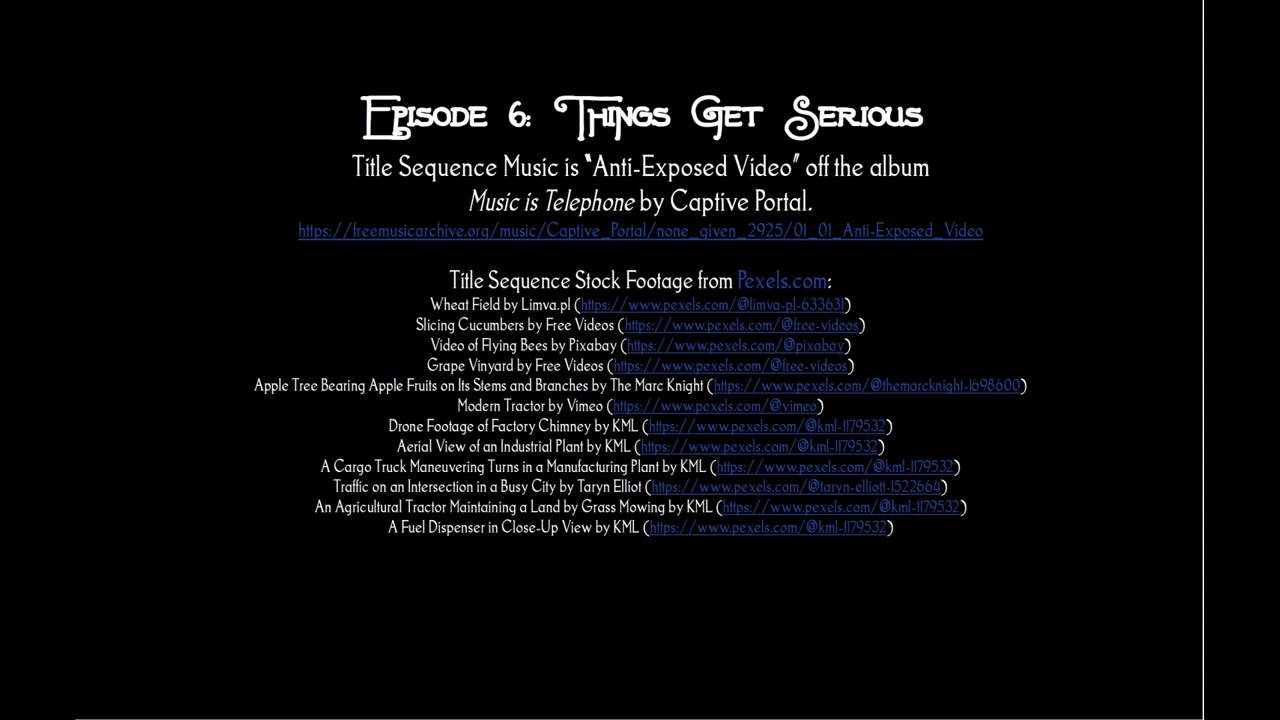 Episode 6: Things Get Serious
Title Sequence Music is "Anti-Exposed Video" off the album
Music is Telephone by Captive Portal.
https://freemusicarchive.org/music/Captive_Portal/none_given_2925/01_01_Anti-Exposed_Video
Title Sequence Stock Footage from Pexels.com:
Wheat Field by Limva.pl (https://www.pexels.com/@limva-pl-633631)
Slicing Cucumbers by Free Videos (https://www.pexels.com/@free-videos)
Video of Flying Bees by Pixabay (https://www.pexels.com/@pixabay)
Grape Vinyard by Free Videos (https://www.pexels.com/@free-videos)
Apple Tree Bearing Apple Fruits on Its Stems and Branches by The Marc Knight (https://www.pexels.com/@themarcknight-1698600)
Modern Tractor by Vimeo (https://www.pexels.com/@vimeo)
Drone Footage of Factory Chimney by KML (https://www.pexels.com/@kml-1179532)
Aerial View of an Industrial Plant by KML (https://www.pexels.com/@kml-1179532)
A Cargo Truck Maneuvering Turns in a Manufacturing Plant by KML (https://www.pexels.com/@kml-1179532)
Traffic on an Intersection in a Busy City by Taryn Elliot (https://www.pexels.com/@taryn-elliott-1522664)
An Agricultural Tractor Maintaining a Land by Grass Mowing by KML (https://www.pexels.com/@kml-1179532)
A Fuel Dispenser in Close-Up View by KML (https://www.pexels.com/@kml-1179532)